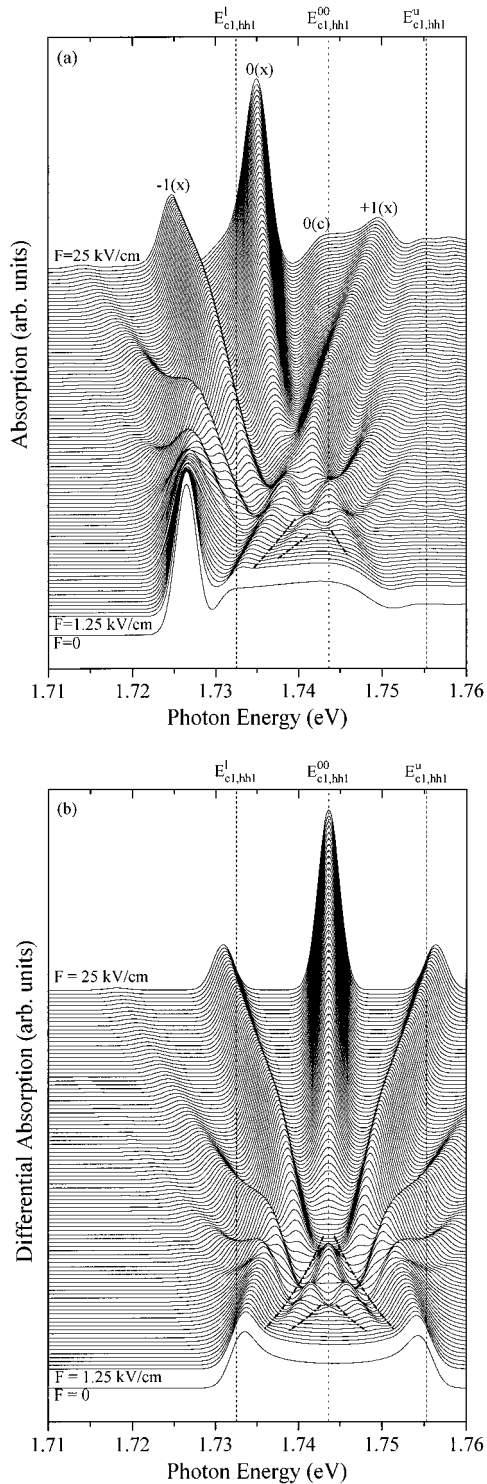 E^l_c1,hh1 E^00_c1,hh1 E^u_c1,hh1
(a)
0(x)
-1(x)
+1(x)
0(c)
F=25 kV/cm
F=1.25 kV/cm
F=0
Absorption (arb. units)
1.71 1.72 1.73 1.74 1.75 1.76
Photon Energy (eV)
E^l_c1,hh1 E^00_c1,hh1 E^u_c1,hh1
(b)
F = 25 kV/cm
F = 1.25 kV/cm
F = 0
Differential Absorption (arb. units)
1.71 1.72 1.73 1.74 1.75 1.76
Photon Energy (eV)